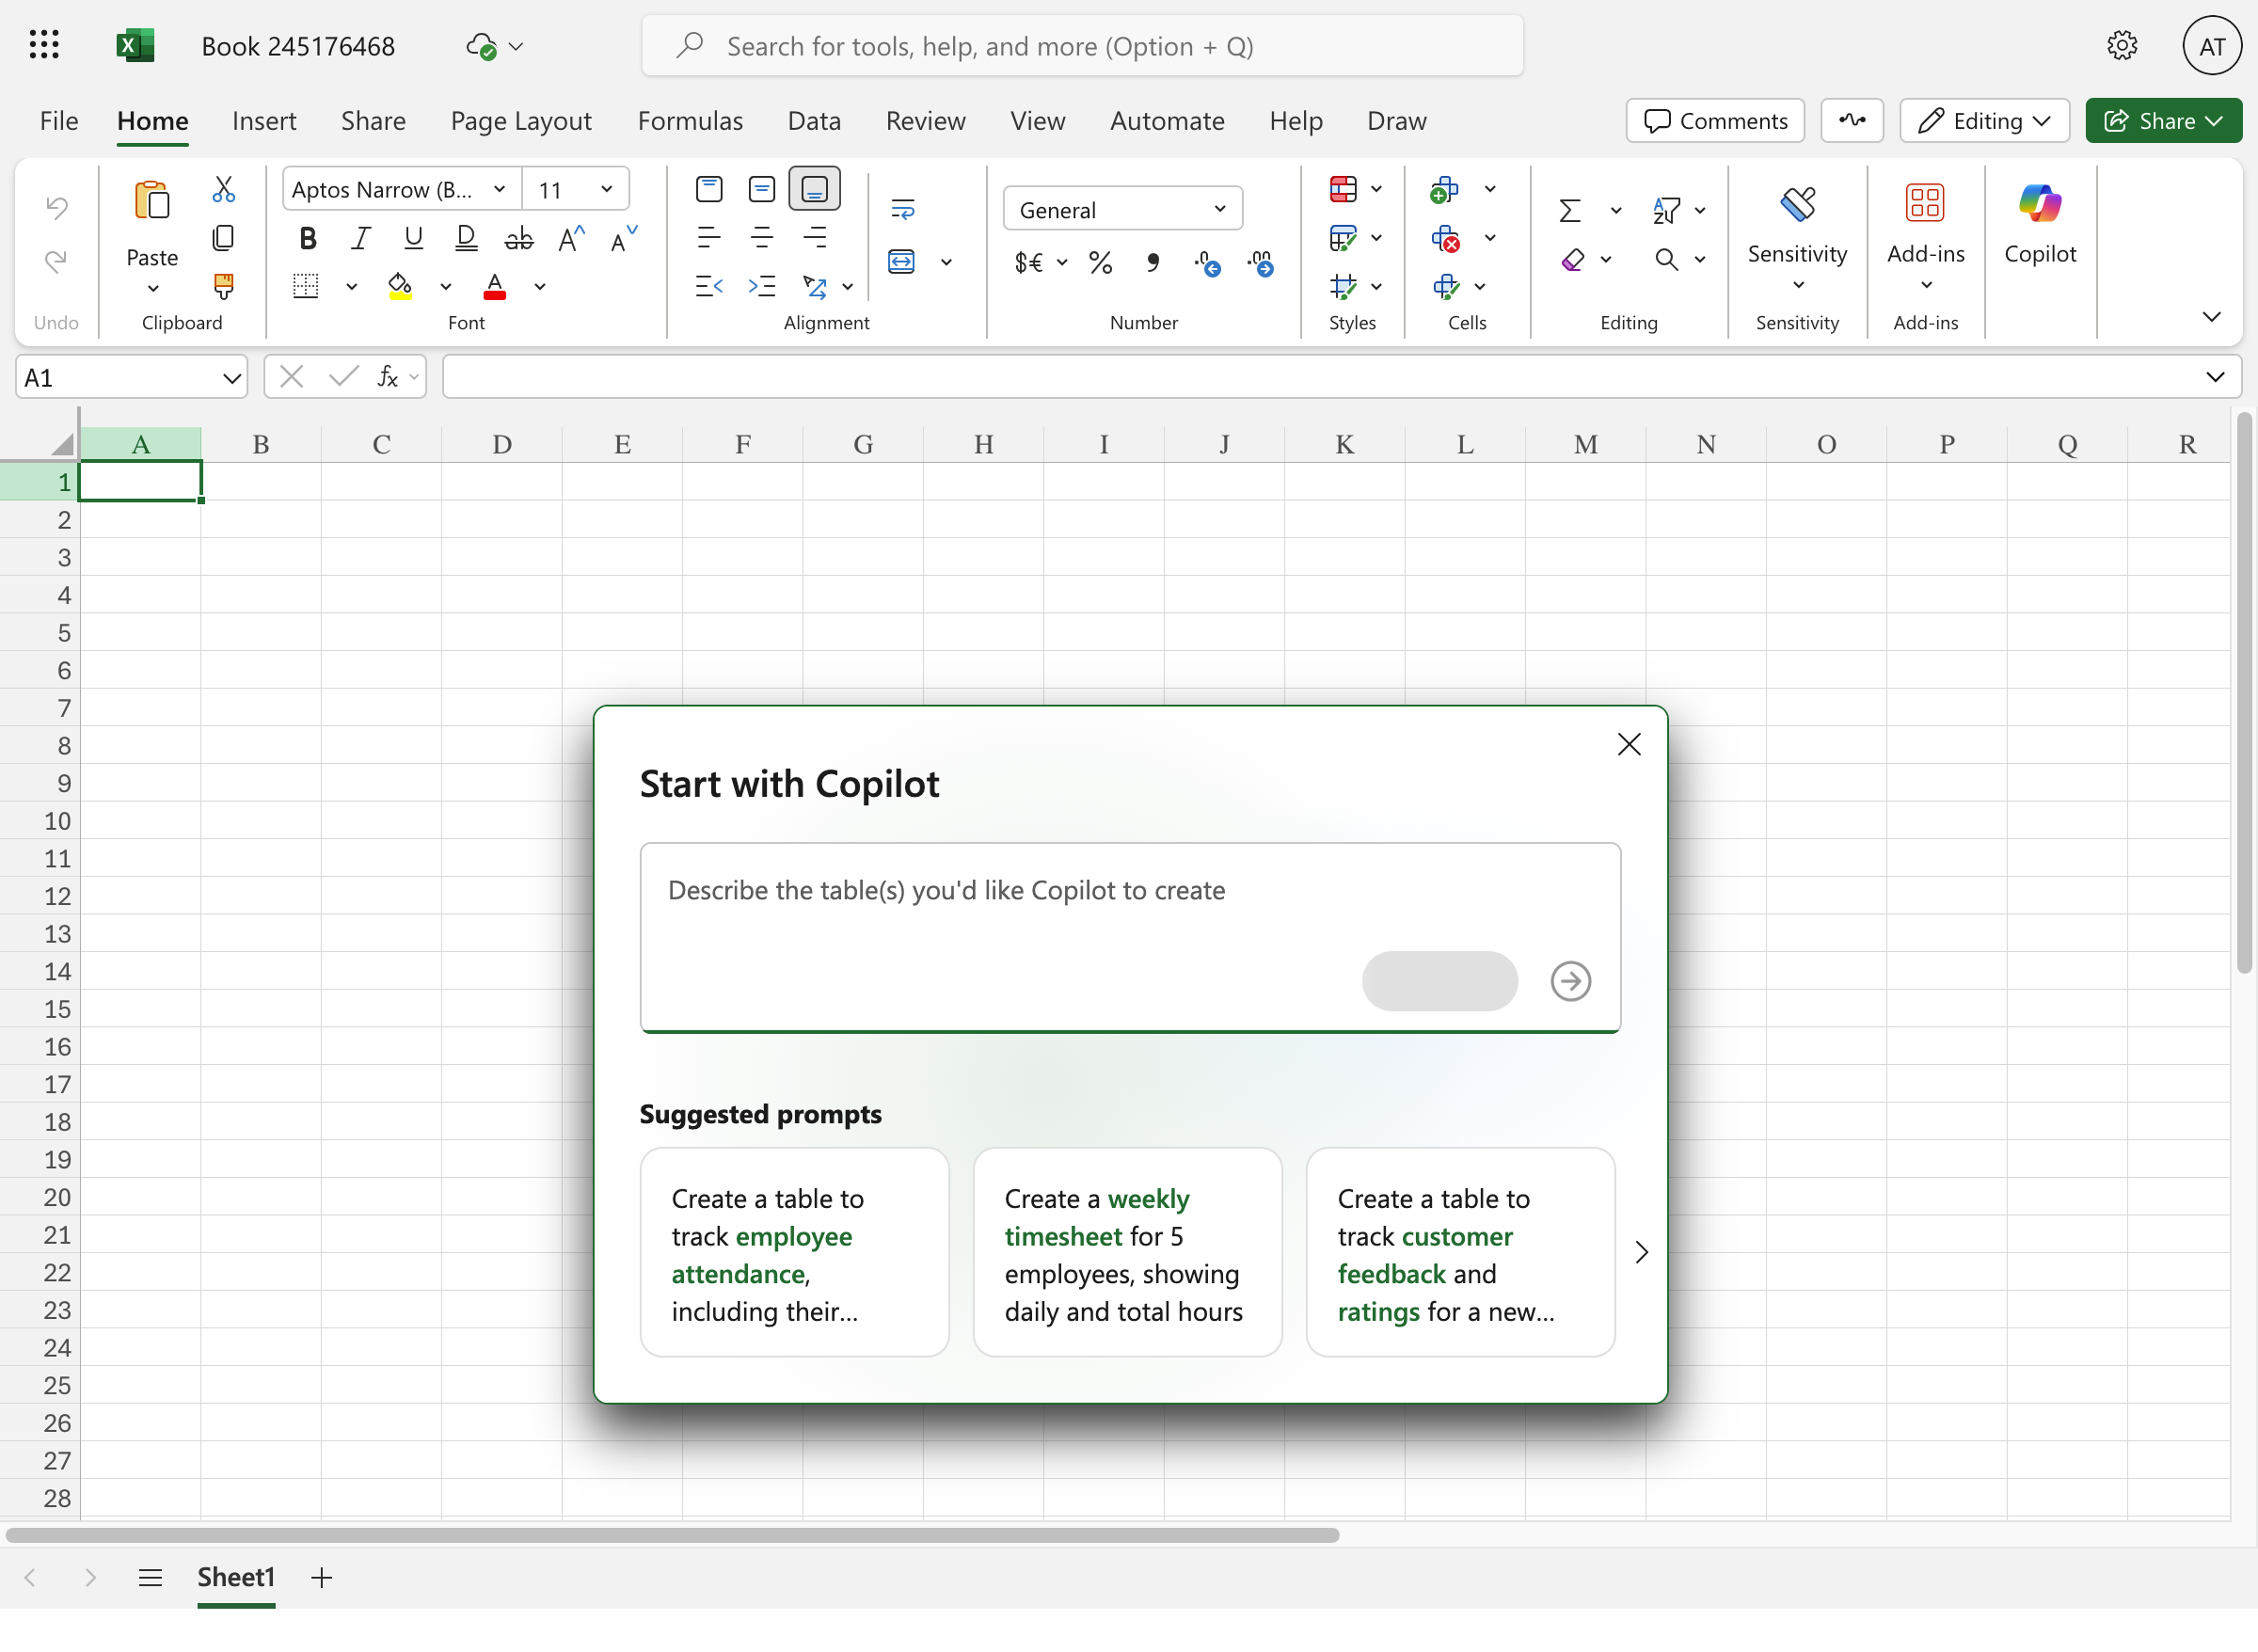 Book 245176468
Search for tools, help, and more (Option + Q)
AT
File Home Insert Share Page Layout Formulas Data Review View Automate Help Draw
Comments
Editing
Share
Undo
Paste
Clipboard
Aptos Narrow (B...
11
Font
Alignment
General
Number
Styles
Cells
Editing
Sensitivity
Sensitivity
Add-ins
Add-ins
Copilot
A1
A B C D E F G H I J K L M N O P Q R
1
2
3
4
5
6
7
8
9
10
11
12
13
14
15
16
17
18
19
20
21
22
23
24
25
26
27
28
Start with Copilot
Describe the table(s) you'd like Copilot to create
Suggested prompts
Create a table to
track employee
attendance,
including their...
Create a weekly
timesheet for 5
employees, showing
daily and total hours
Create a table to
track customer
feedback and
ratings for a new...
Sheet1